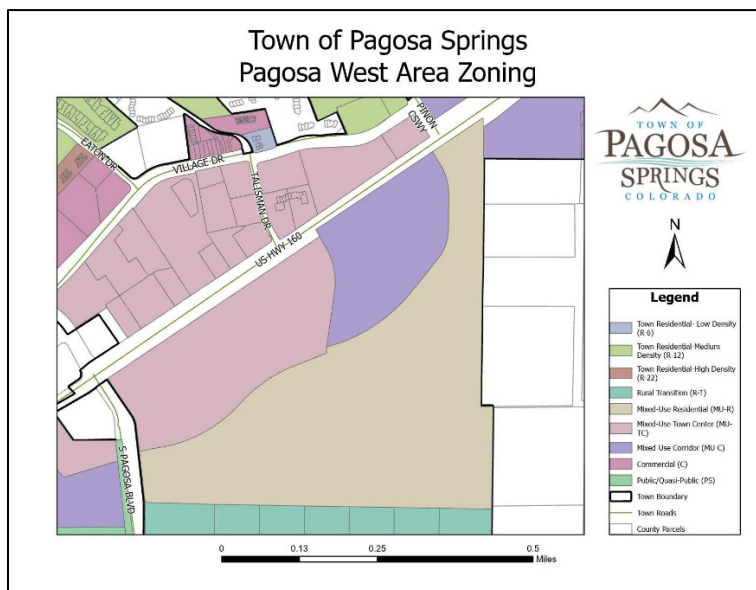 Town of Pagosa Springs
Pagosa West Area Zoning
TOWN OF
PAGOSA
SPRINGS
COLORADO
N
EATON DR
VILLAGE DR
TALISMAN DR
PINON
CSWY
US HWY 160
S PAGOSA BLVD
Legend
Town Residential- Low Density
(R-6)
Town Residential-Medium
Density (R-12)
Town Residential-High Density
(R-22)
Rural Transition (R-T)
Mixed-Use Residential (MU-R)
Mixed-Use Town Center (MU-
TC)
Mixed Use Corridor (MU-C)
Commercial (C)
Public/Quasi-Public (PS)
Town Boundary
Town Roads
County Parcels
0 0.13 0.25 0.5
Miles